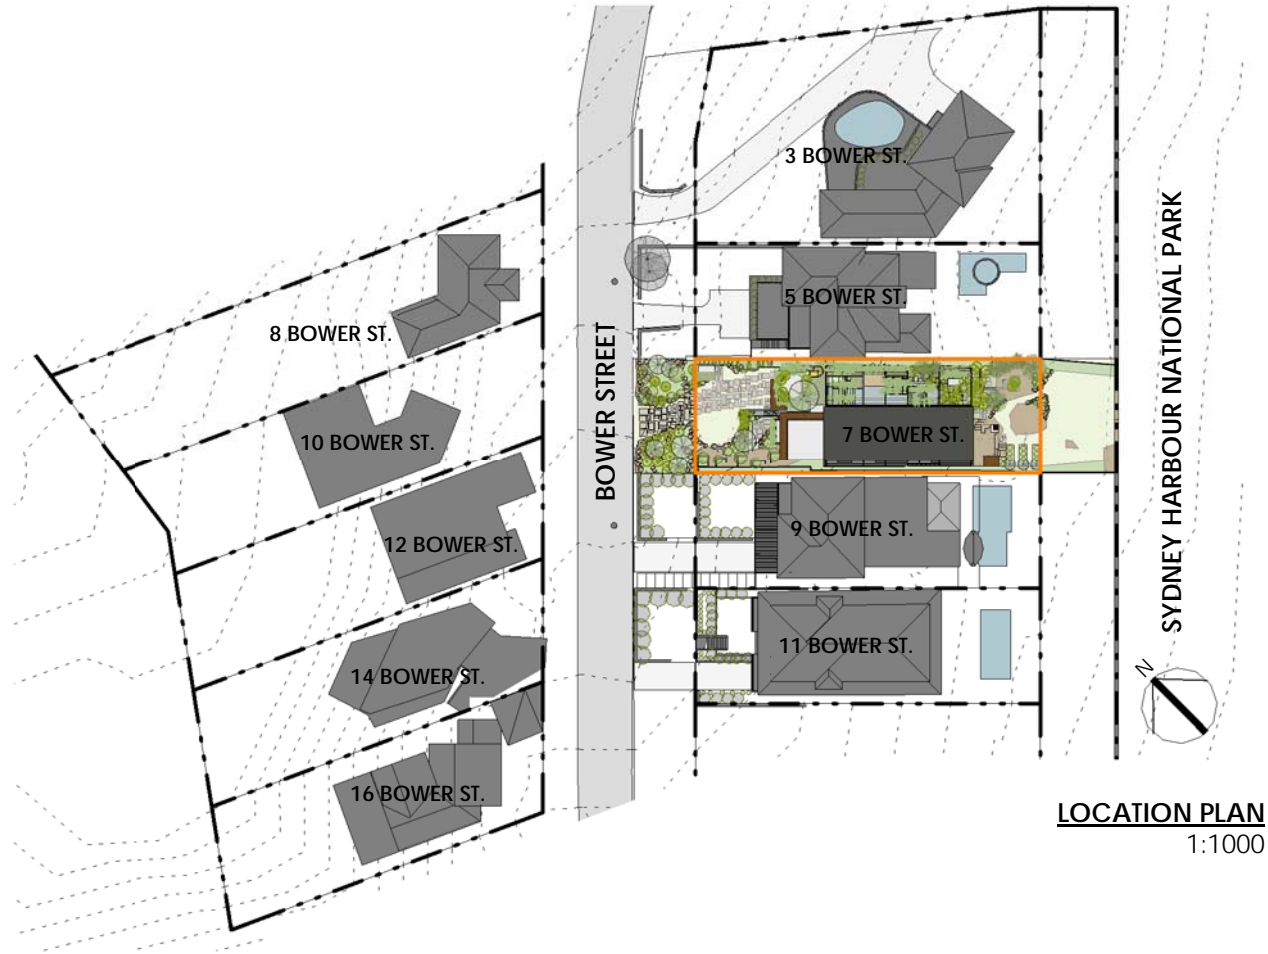 3 BOWER ST.
SYDNEY HARBOUR NATIONAL PARK
5 BOWER ST.
8 BOWER ST.
BOWER STREET
7 BOWER ST.
10 BOWER ST.
9 BOWER ST.
12 BOWER ST.
11 BOWER ST.
14 BOWER ST.
N
16 BOWER ST.
LOCATION PLAN
1:1000